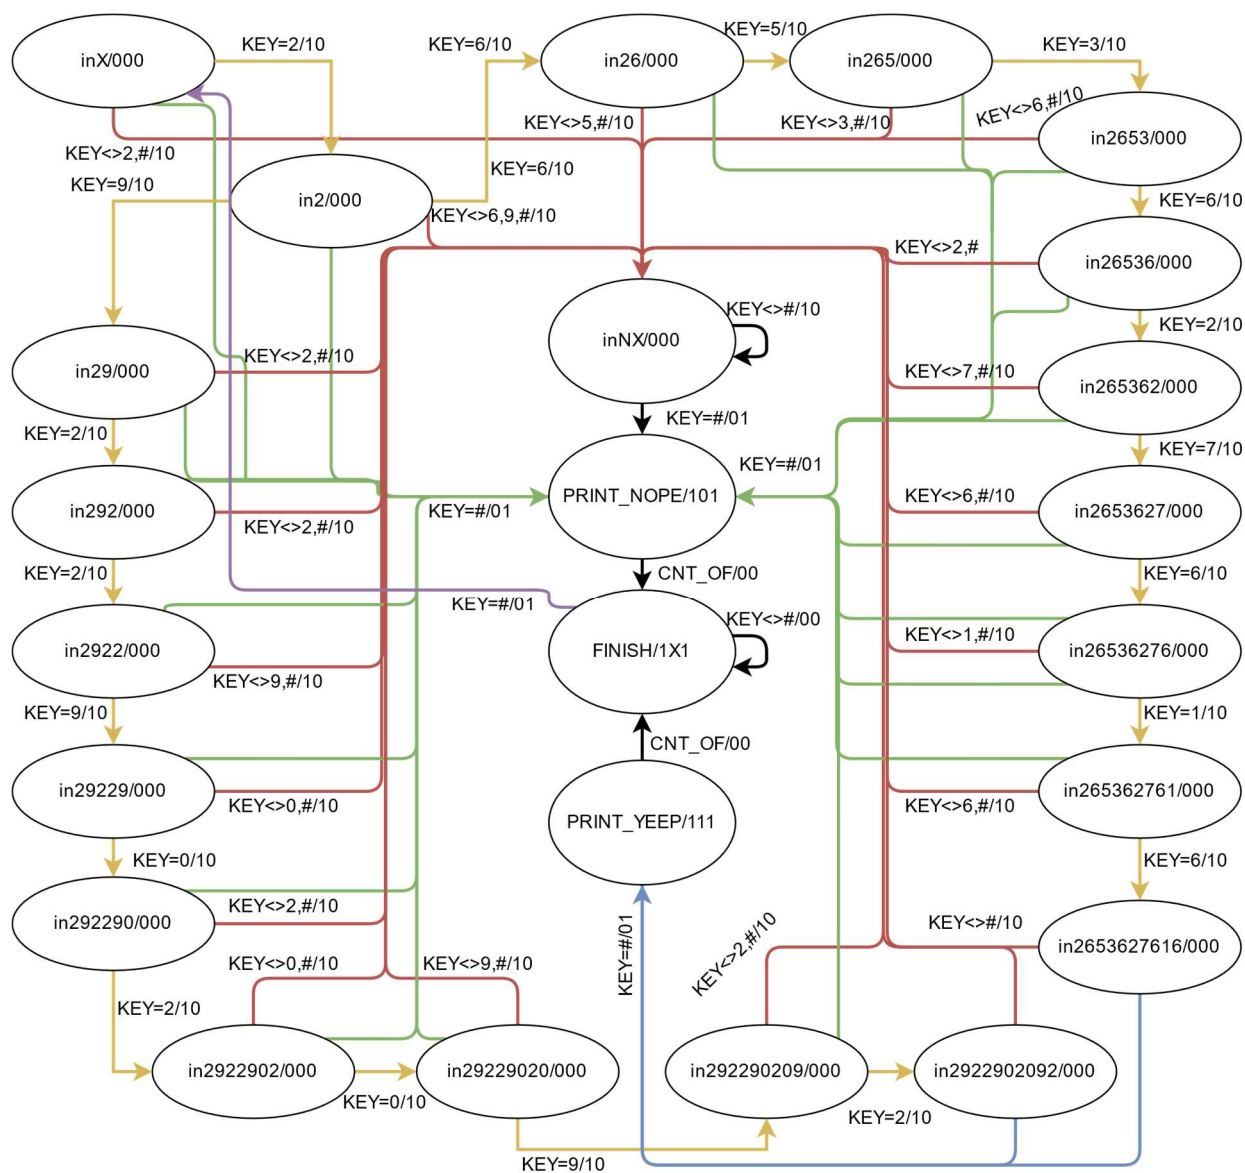 inX/000
KEY=2/10
KEY=6/10
in26/000
KEY=5/10
in265/000
KEY=3/10
KEY<>6,#/10
KEY<>2,#/10
KEY<>5,#/10
KEY<>3,#/10
in2653/000
KEY=9/10
in2/000
KEY=6/10
KEY<>6,9,#/10
KEY=6/10
KEY<>2,#
in26536/000
KEY<>#/10
inNX/000
KEY=2/10
in29/000
KEY<>2,#/10
KEY<>7,#/10
in265362/000
KEY=#/01
KEY=2/10
KEY=7/10
KEY=#/01
PRINT_NOPE/101
KEY=#/01
in292/000
KEY<>2,#/10
KEY<>6,#/10
in2653627/000
KEY=2/10
CNT_OF/00
KEY=6/10
KEY=#/01
KEY<>#/00
in2922/000
KEY<>9,#/10
FINISH/1X1
KEY<>1,#/10
in26536276/000
KEY=9/10
KEY=1/10
CNT_OF/00
in29229/000
KEY<>0,#/10
PRINT_YEEP/111
KEY<>6,#/10
in265362761/000
KEY=0/10
KEY=6/10
in292290/000
KEY<>2,#/10
KEY<>#/10
in2653627616/000
KEY<>0,#/10
KEY<>9,#/10
KEY=#/01
KEY<>2,#/10
KEY=2/10
in2922902/000
in29229020/000
in292290209/000
in2922902092/000
KEY=0/10
KEY=2/10
KEY=9/10